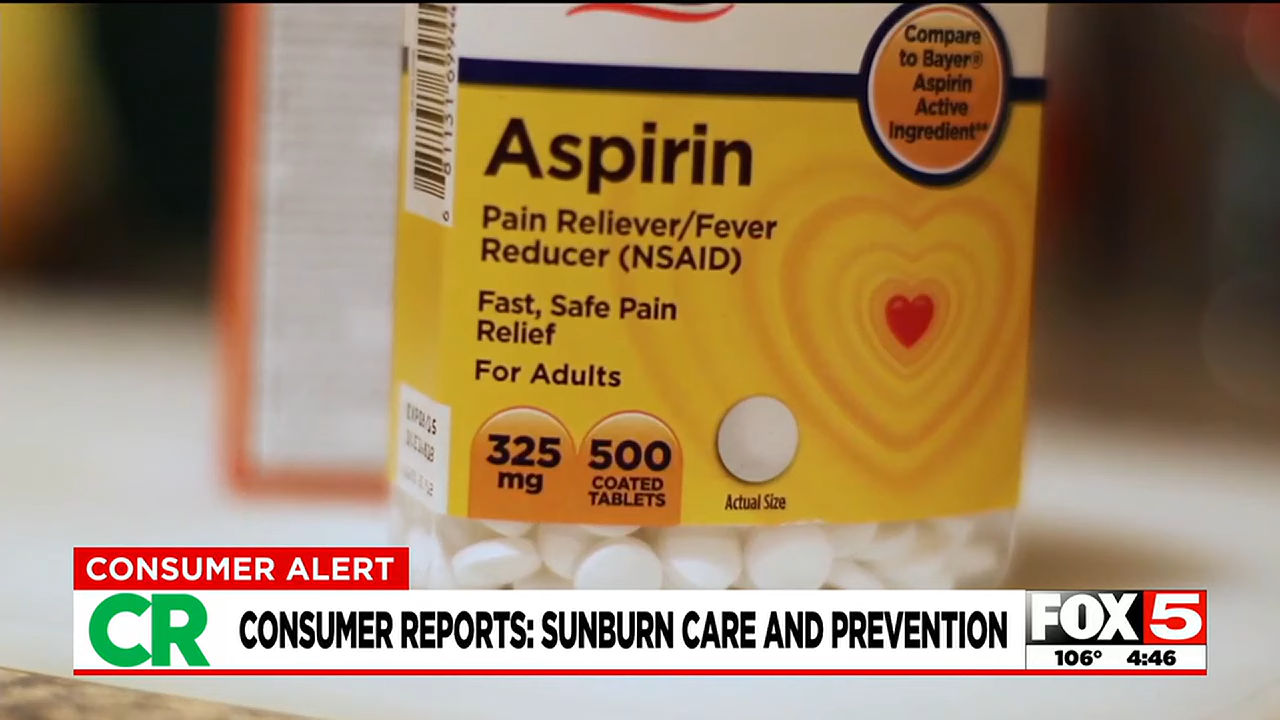 Compare
to Bayer®
Aspirin
Active
Ingredient**
Aspirin
Pain Reliever/Fever
Reducer (NSAID)
Fast, Safe Pain
Relief
For Adults
325
mg
500
COATED
TABLETS
Actual Size
CONSUMER ALERT
CR
CONSUMER REPORTS: SUNBURN CARE AND PREVENTION
FOX 5
106° 4:46